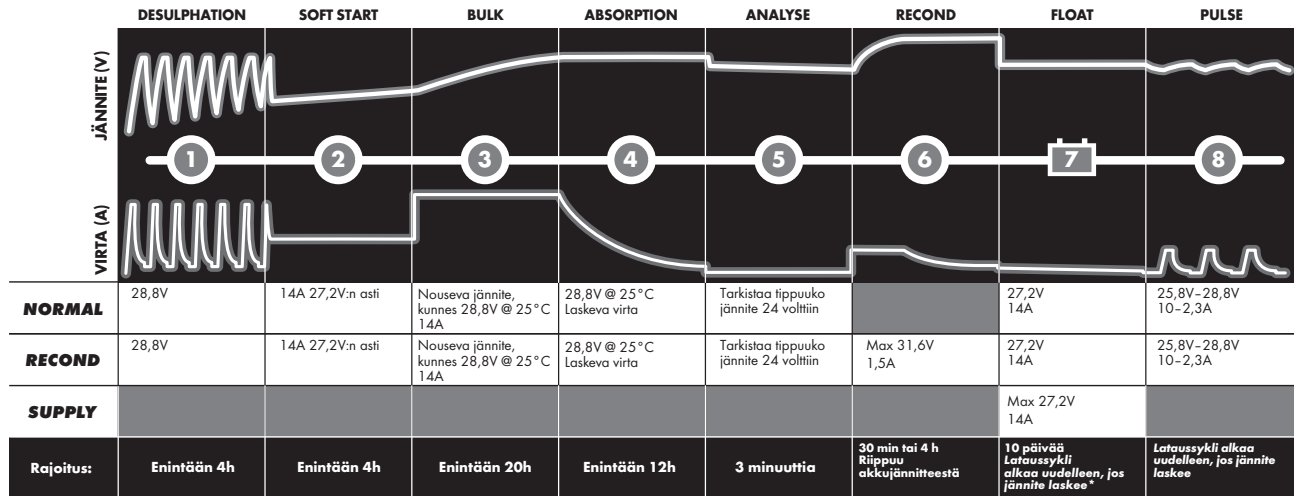 DESULPHATION SOFT START BULK ABSORPTION ANALYSE RECOND FLOAT PULSE
JÄNNITE (V)
1 2 3 4 5 6 7 8
VIRTA (A)
NORMAL
28,8V
14A 27,2V:n asti
Nouseva jännite,
kunnes 28,8V @ 25°C
14A
28,8V @ 25°C
Laskeva virta
Tarkistaa tippuuko
jännite 24 volttiin
27,2V
14A
25,8V–28,8V
10–2,3A
RECOND
28,8V
14A 27,2V:n asti
Nouseva jännite,
kunnes 28,8V @ 25°C
14A
28,8V @ 25°C
Laskeva virta
Tarkistaa tippuuko
jännite 24 volttiin
Max 31,6V
1,5A
27,2V
14A
25,8V–28,8V
10–2,3A
SUPPLY
Max 27,2V
14A
Rajoitus:
Enintään 4h
Enintään 4h
Enintään 20h
Enintään 12h
3 minuuttia
30 min tai 4 h
Riippuu
akkujännitteestä
10 päivää
Lataussykli
alkaa uudelleen, jos
jännite laskee*
Lataussykli alkaa
uudelleen, jos jännite
laskee